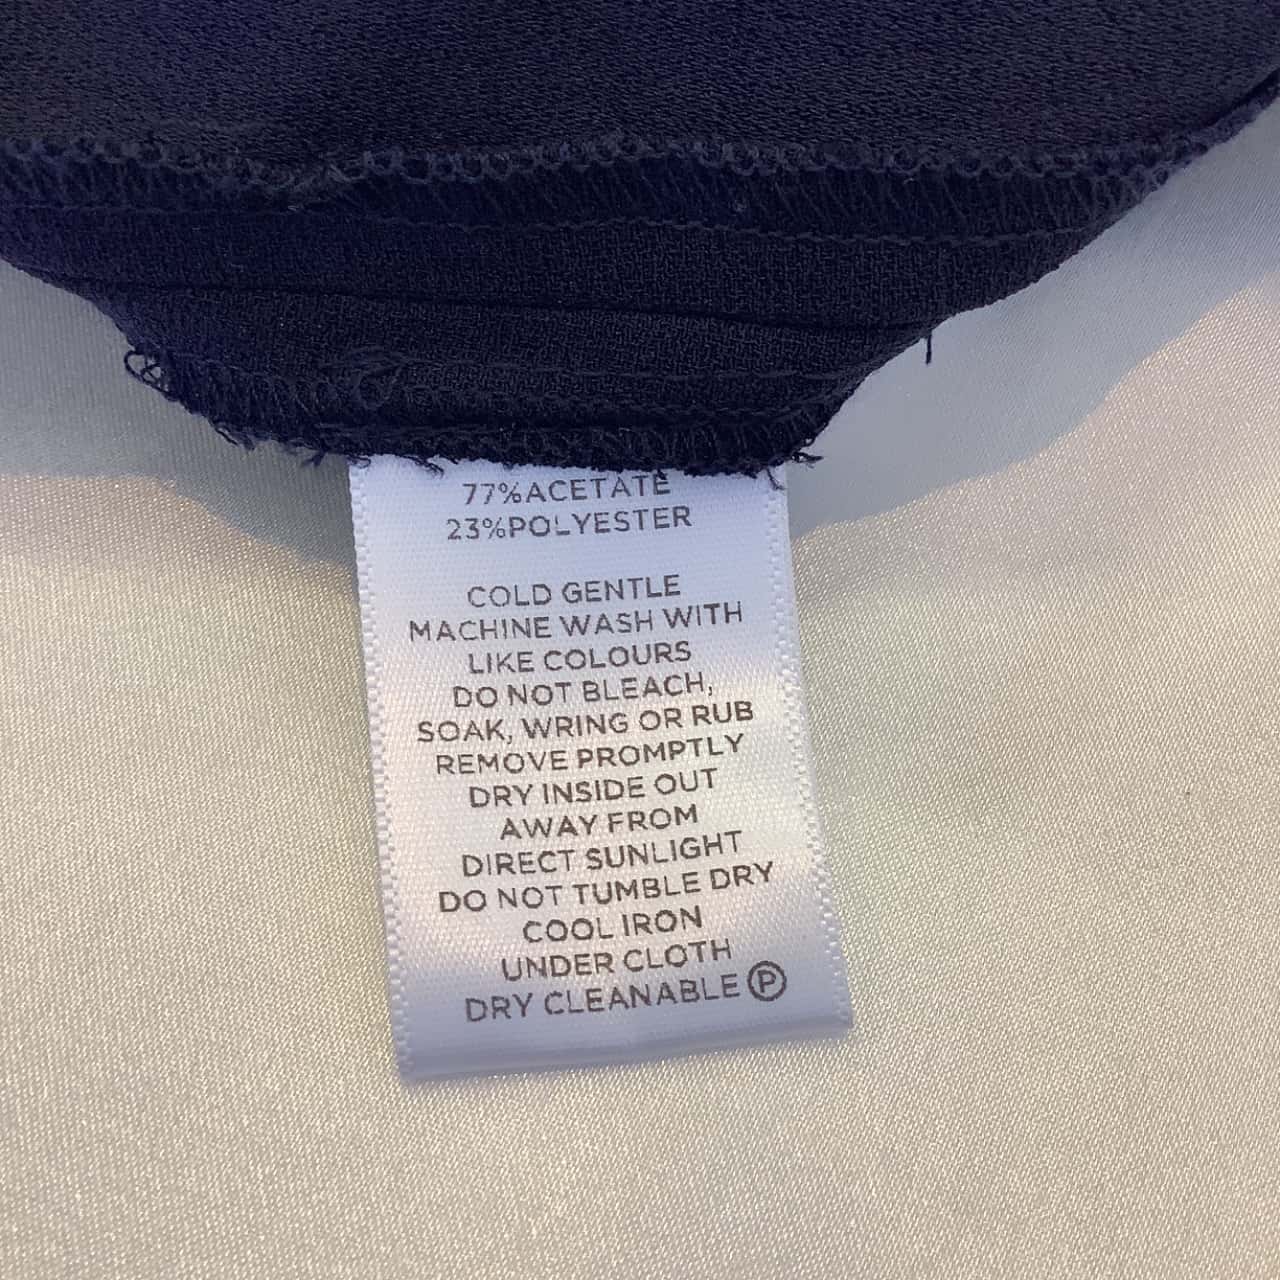 77%ACETATE
23%POLYESTER
COLD GENTLE
MACHINE WASH WITH
LIKE COLOURS
DO NOT BLEACH,
SOAK, WRING OR RUB
REMOVE PROMPTLY
DRY INSIDE OUT
AWAY FROM
DIRECT SUNLIGHT
DO NOT TUMBLE DRY
COOL IRON
UNDER CLOTH
DRY CLEANABLE Ⓟ